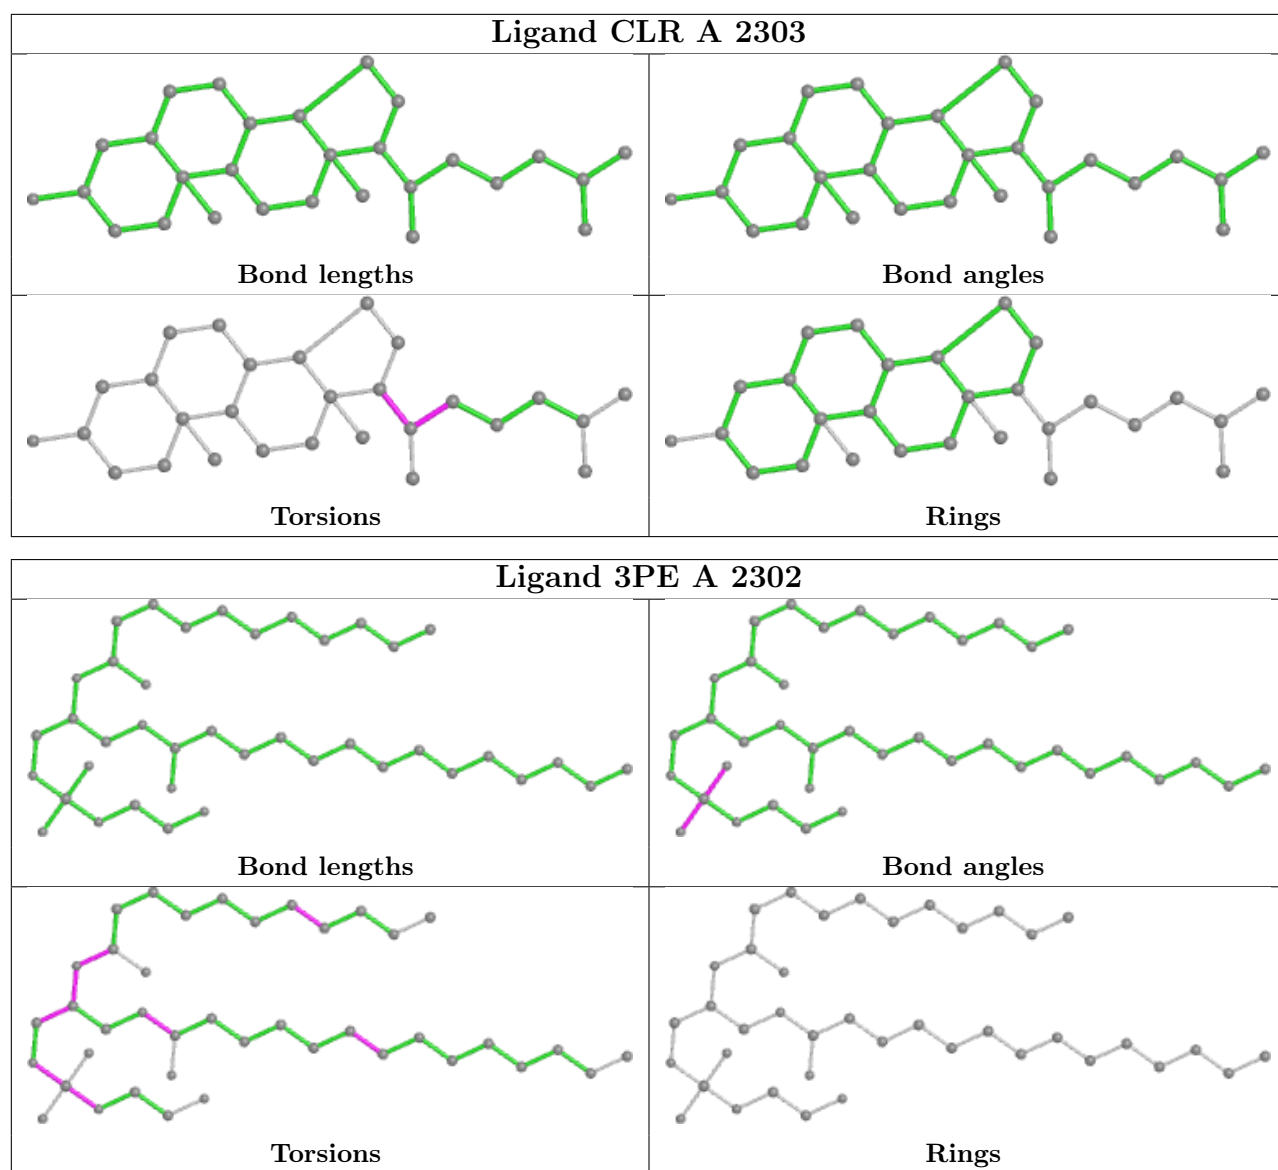 Ligand CLR A 2303
Bond lengths
Bond angles
Torsions
Rings
Ligand 3PE A 2302
Bond lengths
Bond angles
Torsions
Rings